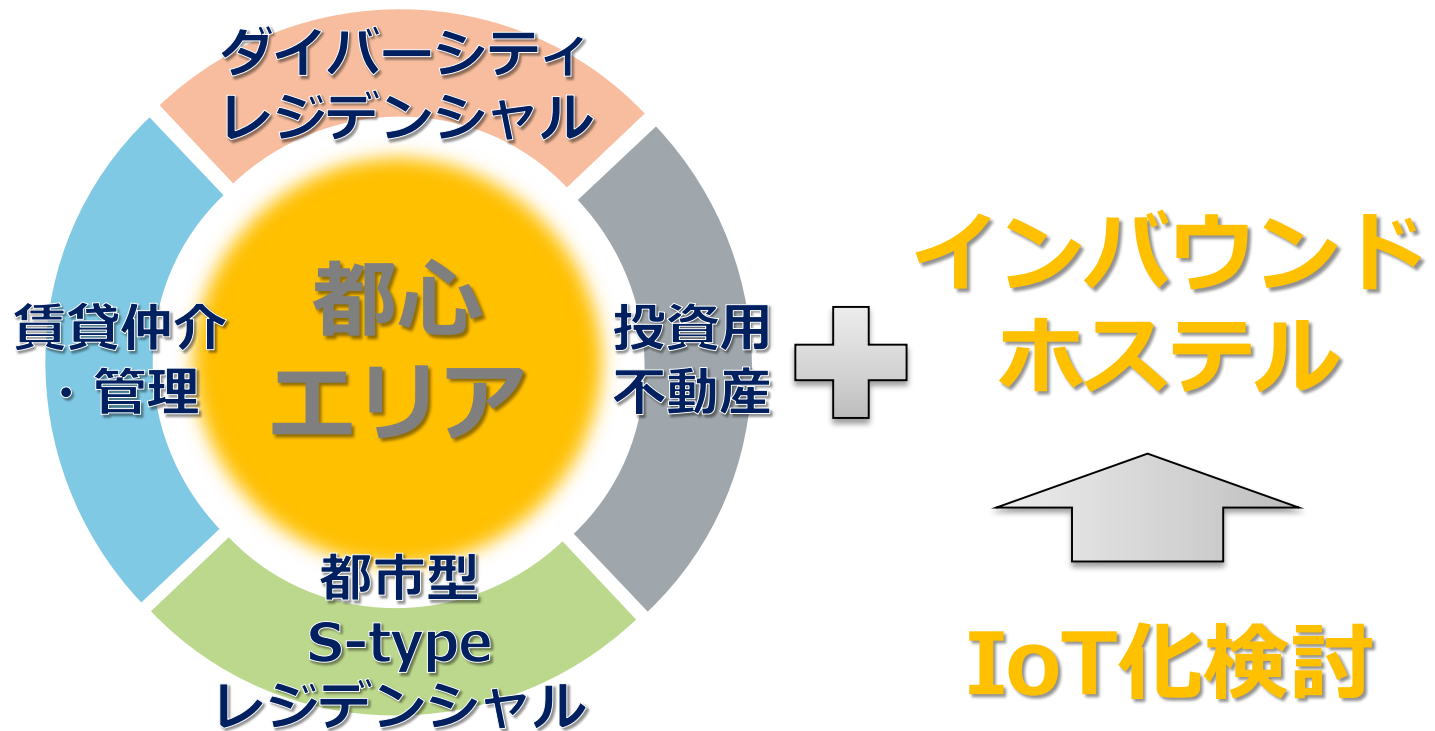 ダイバーシティ
レジデンシャル
賃貸仲介
・管理
都心
エリア
投資用
不動産
都市型
S-type
レジデンシャル
インバウンド
ホステル
IoT化検討